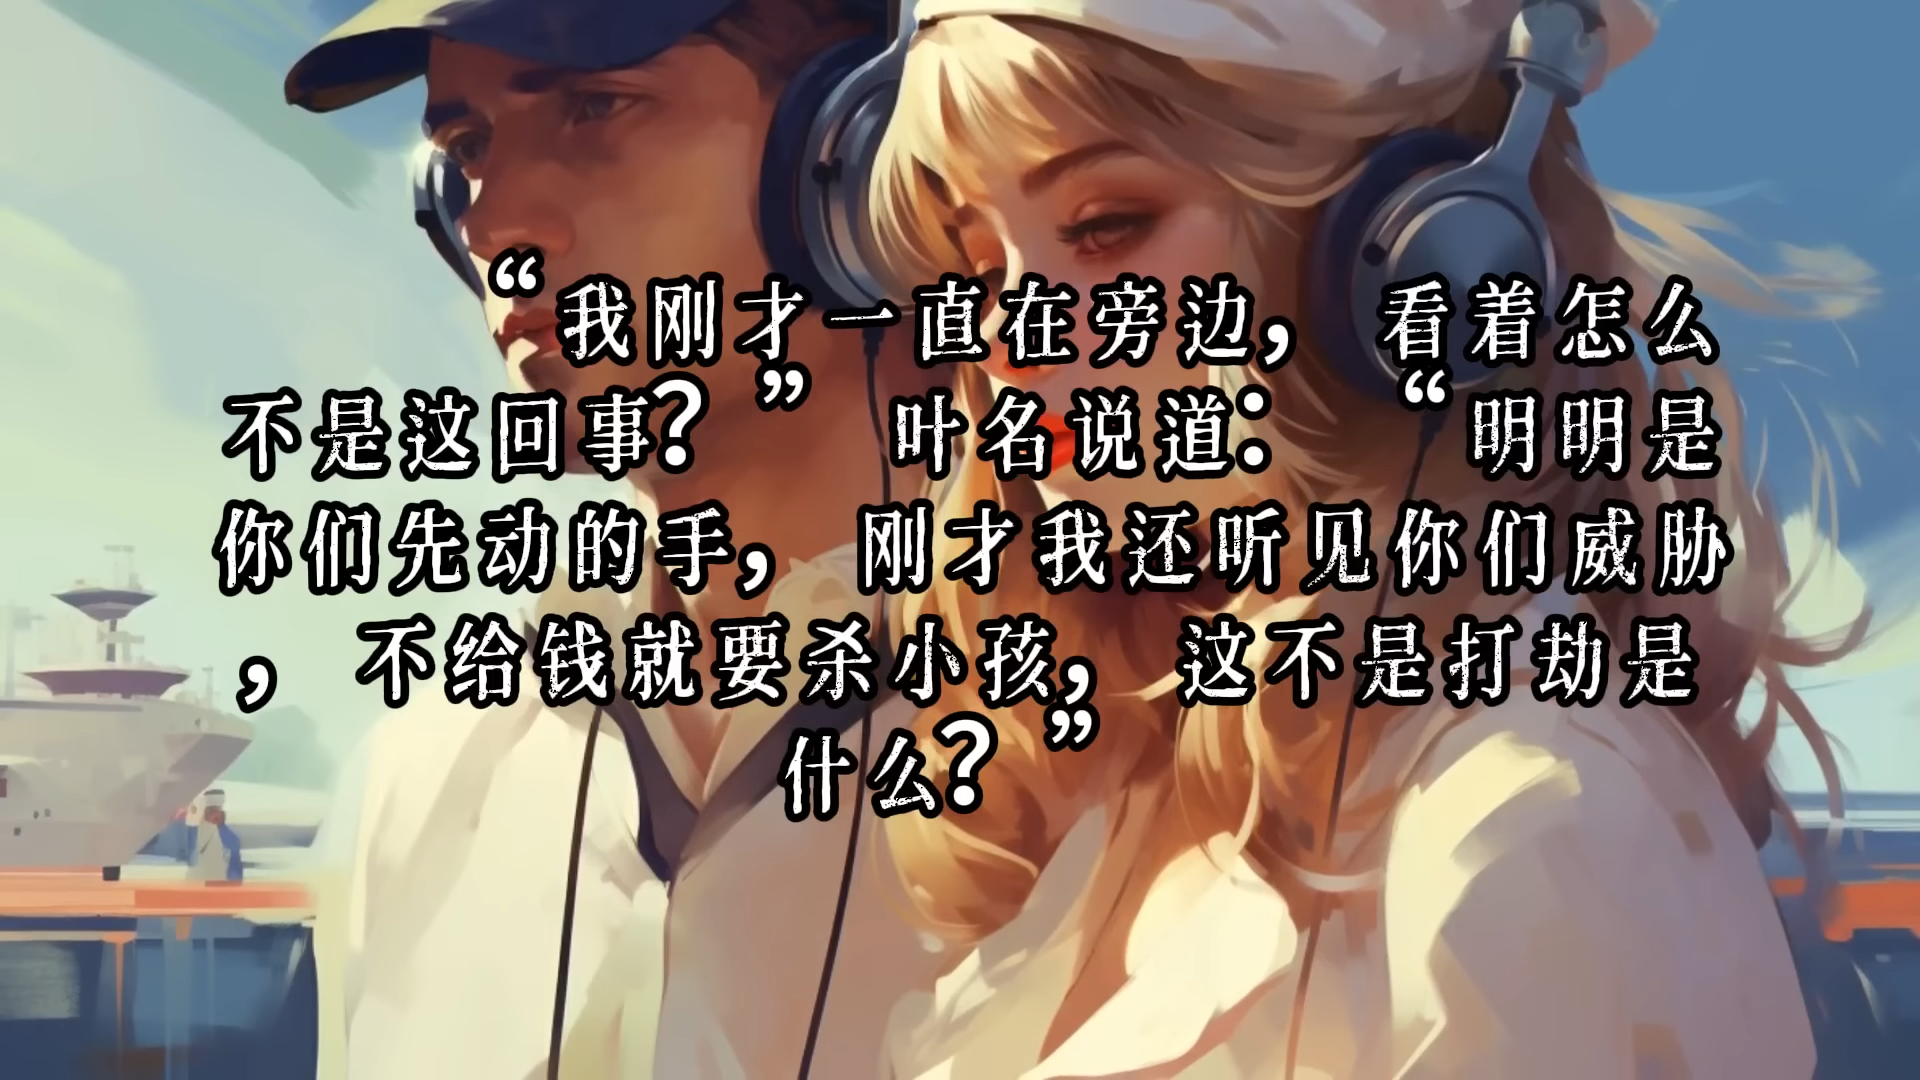 “我刚才一直在旁边，看着怎么
不是这回事？”叶名说道：“明明是
你们先动的手，刚才我还听见你们威胁
，不给钱就要杀小孩，这不是打劫是
什么？”